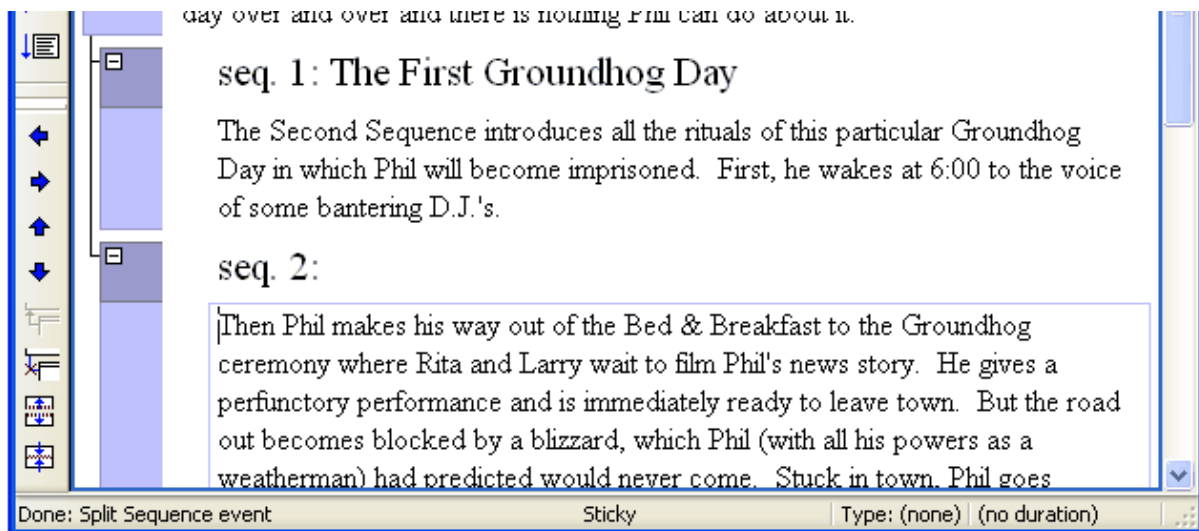 day over and over and there is nothing Phil can do about it.
seq. 1: The First Groundhog Day
The Second Sequence introduces all the rituals of this particular Groundhog
Day in which Phil will become imprisoned.  First, he wakes at 6:00 to the voice
of some bantering D.J.'s.
seq. 2:
Then Phil makes his way out of the Bed & Breakfast to the Groundhog
ceremony where Rita and Larry wait to film Phil's news story.  He gives a
perfunctory performance and is immediately ready to leave town.  But the road
out becomes blocked by a blizzard, which Phil (with all his powers as a
weatherman) had predicted would never come.  Stuck in town, Phil goes
Done: Split Sequence event Sticky Type: (none) (no duration)